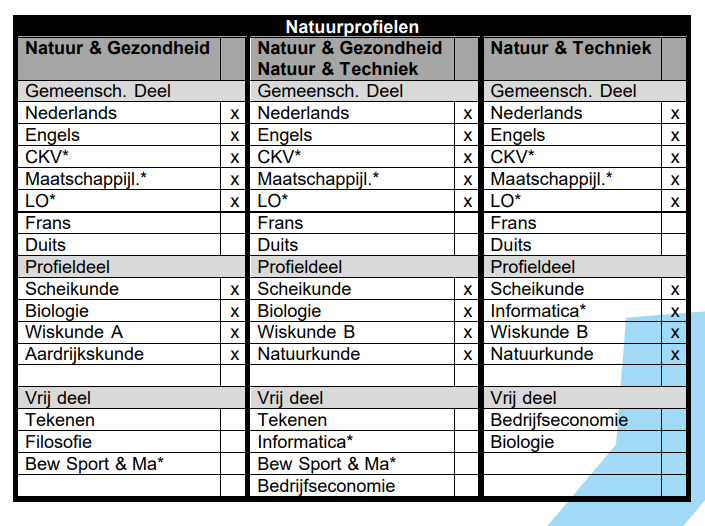 Natuurprofielen
Natuur & Gezondheid Natuur & Gezondheid Natuur & Techniek
Natuur & Techniek
Gemeensch. Deel Gemeensch. Deel Gemeensch. Deel
Nederlands x Nederlands x Nederlands x
Engels x Engels x Engels x
CKV* x CKV* x CKV* x
Maatschappijl.* x Maatschappijl.* x Maatschappijl.* x
LO* x LO* x LO* x
Frans Frans Frans
Duits Duits Duits
Profieldeel Profieldeel Profieldeel
Scheikunde x Scheikunde x Scheikunde x
Biologie x Biologie x Informatica* x
Wiskunde A x Wiskunde B x Wiskunde B x
Aardrijkskunde x Natuurkunde x Natuurkunde x
Vrij deel Vrij deel Vrij deel
Tekenen Tekenen Bedrijfseconomie
Filosofie Informatica* Biologie
Bew Sport & Ma* Bew Sport & Ma*
Bedrijfseconomie